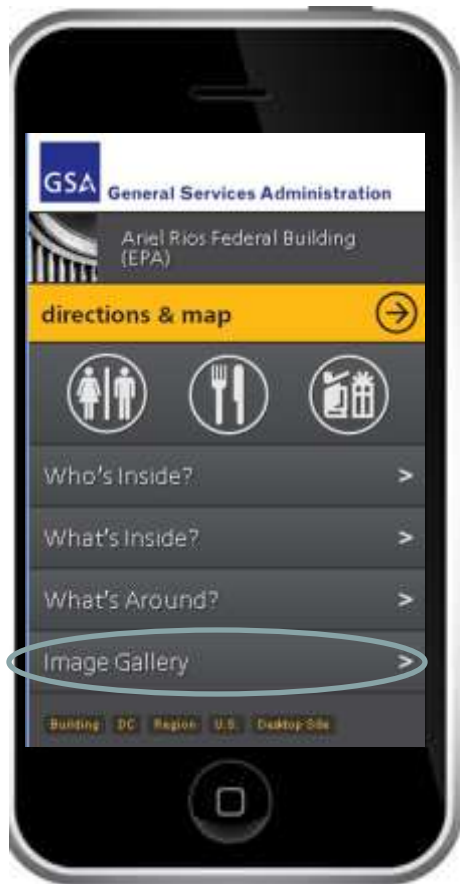 GSA
General Services Administration
Ariel Rios Federal Building
(EPA)
directions & map
Who's Inside? >
What's Inside? >
What's Around? >
Image Gallery >
Building DC Region U.S. Desktop Site